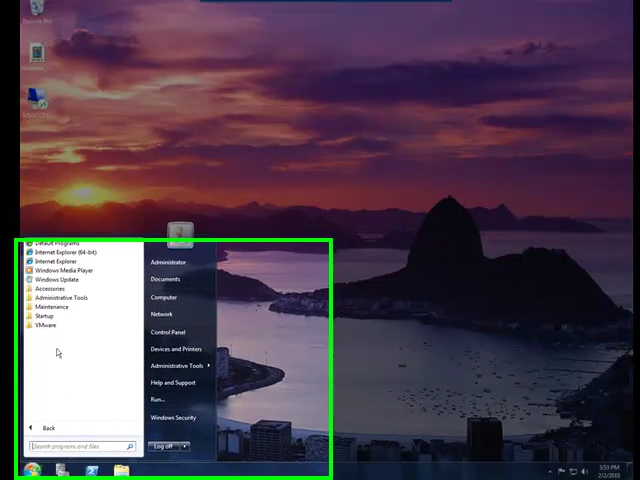 Recycle Bin
Default Programs
Internet Explorer (64-bit)
Internet Explorer
Windows Media Player
Windows Update
Accessories
Administrative Tools
Maintenance
Startup
VMware
Back
Search programs and files
Administrator
Documents
Computer
Network
Control Panel
Devices and Printers
Administrative Tools
Help and Support
Run...
Windows Security
Log off
3:53 PM
2/2/2010